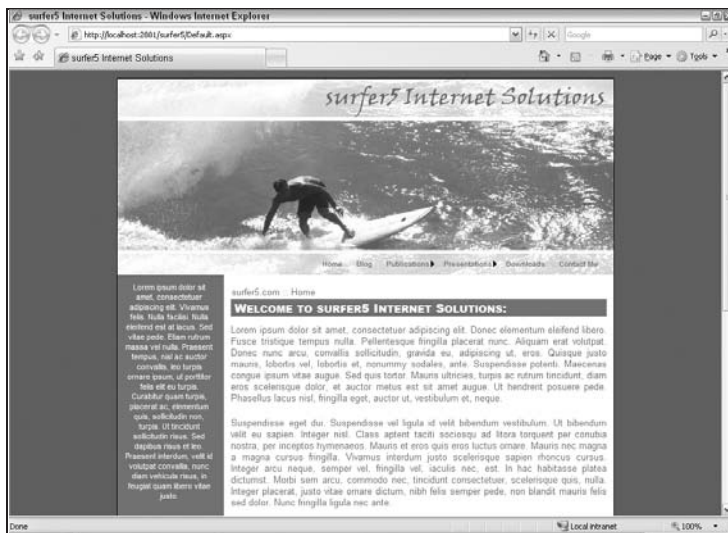 surfer5 Internet Solutions - Windows Internet Explorer
http://localhost:2001/surfer5/Default.aspx
Google
surfer5 Internet Solutions
Page
Tools
surfer5 Internet Solutions
Home Blog Publications Presentations Downloads Contact Me
Lorem ipsum dolor sit
amet, consectetuer
adipiscing elit. Vivamus
felis. Nulla facilisi. Nulla
eleifend est at lacus. Sed
vitae pede. Etiam rutrum
massa vel nulla. Praesent
tempus, nisl ac auctor
convallis, leo turpis
ornare ipsum, ut porttitor
felis elit eu turpis.
Curabitur quam turpis,
placerat ac, elementum
quis, sollicitudin non,
turpis. Ut tincidunt
sollicitudin risus. Sed
dapibus risus et leo.
Praesent interdum, velit id
volutpat convallis, nunc
diam vehicula risus, in
feugiat quam libero vitae
justo.
surfer5.com :: Home
WELCOME TO SURFER5 INTERNET SOLUTIONS:
Lorem ipsum dolor sit amet, consectetuer adipiscing elit. Donec elementum eleifend libero.
Fusce tristique tempus nulla. Pellentesque fringilla placerat nunc. Aliquam erat volutpat.
Donec nunc arcu, convallis sollicitudin, gravida eu, adipiscing ut, eros. Quisque justo
mauris, lobortis vel, lobortis et, nonummy sodales, ante. Suspendisse potenti. Maecenas
congue ipsum vitae augue. Sed quis tortor. Mauris ultricies, turpis ac rutrum tincidunt, diam
eros scelerisque dolor, et auctor metus est sit amet augue. Ut hendrerit posuere pede.
Phasellus lacus nisl, fringilla eget, auctor ut, vestibulum et, neque.
Suspendisse eget dui. Suspendisse vel ligula id velit bibendum vestibulum. Ut bibendum
velit eu sapien. Integer nisl. Class aptent taciti sociosqu ad litora torquent per conubia
nostra, per inceptos hymenaeos. Mauris et eros quis eros luctus ornare. Mauris nec magna
a magna cursus fringilla. Vivamus interdum justo scelerisque sapien rhoncus cursus.
Integer arcu neque, semper vel, fringilla vel, iaculis nec, est. In hac habitasse platea
dictumst. Morbi sem arcu, commodo nec, tincidunt consectetuer, scelerisque quis, nulla.
Integer placerat, justo vitae ornare dictum, nibh felis semper pede, non blandit mauris felis
sed dolor. Nunc fringilla ligula nec ante.
Done
Local intranet
100%